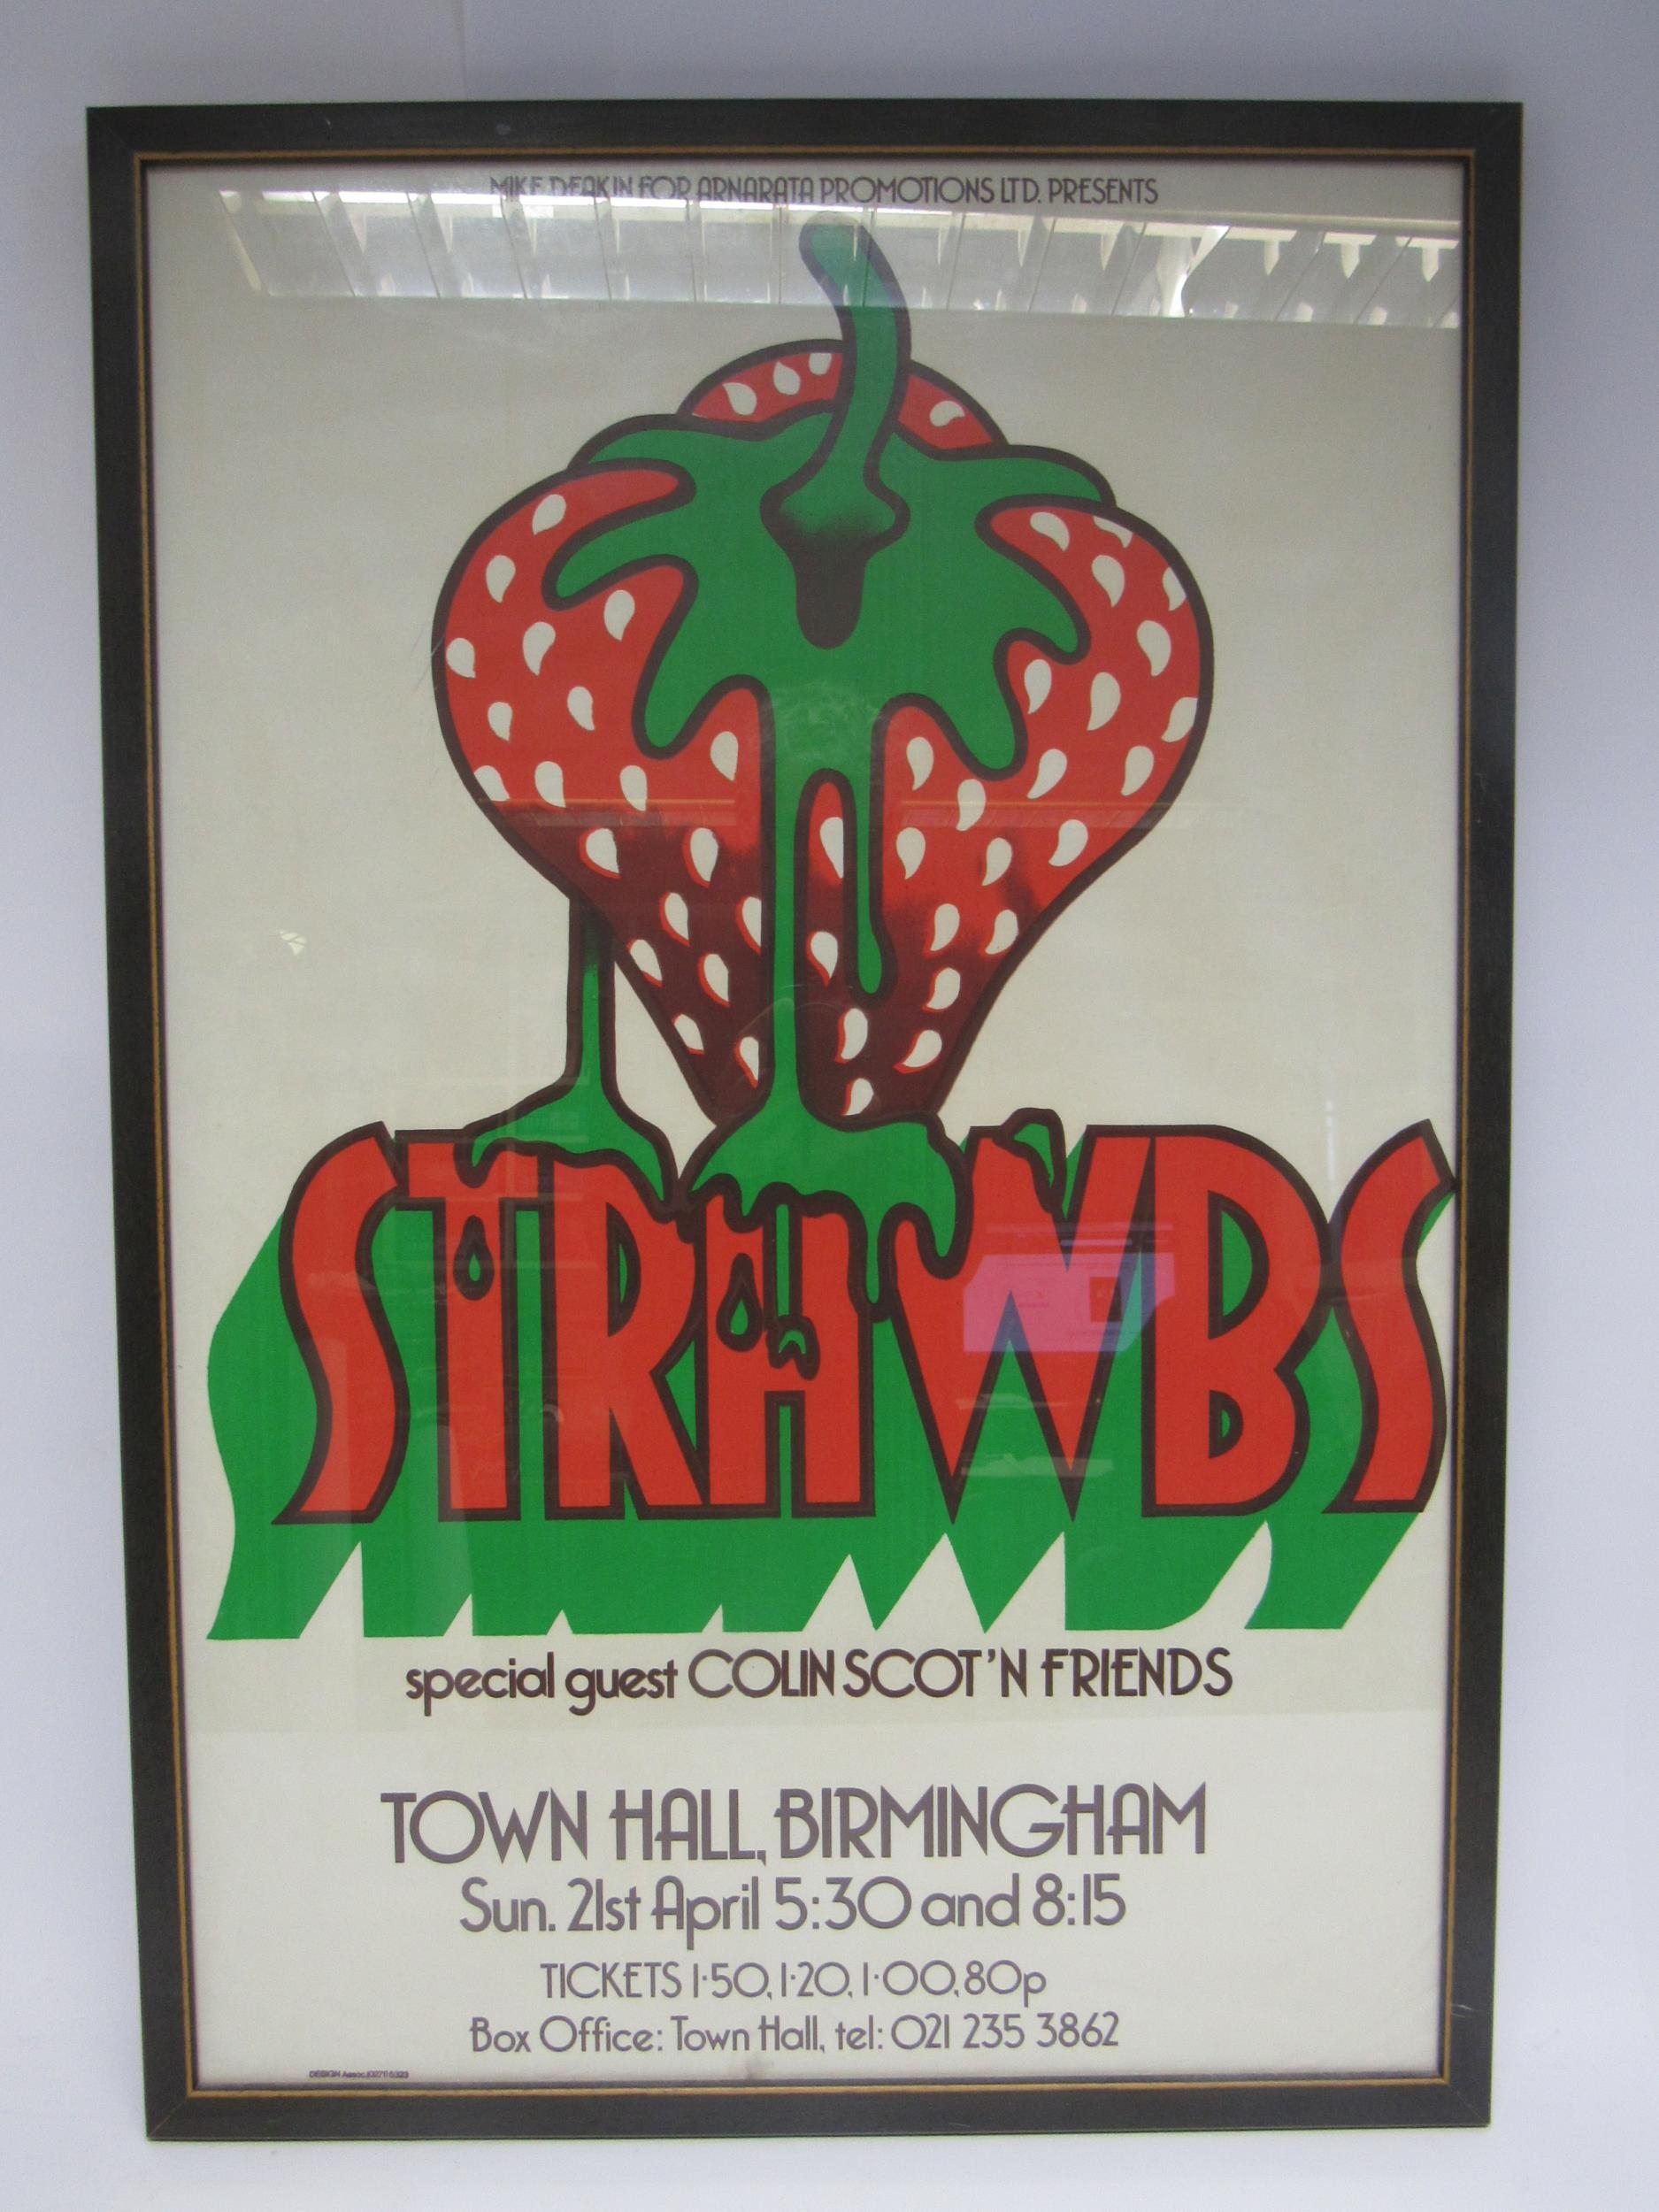 MIKE DEAKIN FOR ARNARATA PROMOTIONS LTD. PRESENTS
STRAWBS
special guest COLIN SCOT 'N FRIENDS
TOWN HALL, BIRMINGHAM
Sun. 21st April 5:30 and 8:15
TICKETS 1·50, 1·20, 1·00, 80p
Box Office: Town Hall, tel: 021 235 3862
DESIGN Assoc.